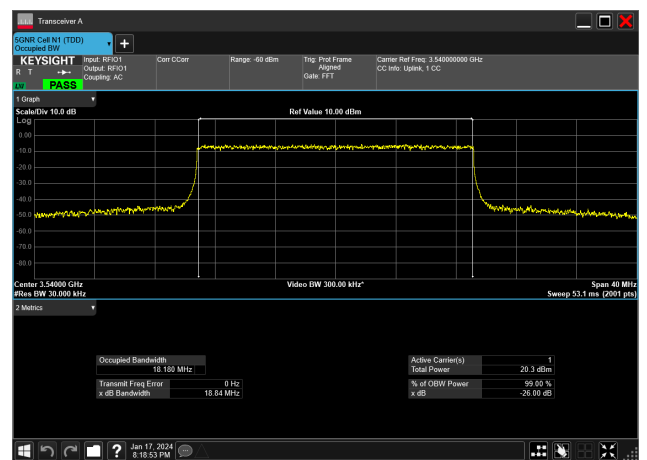 Transceiver A
5GNR Cell N1 (TDD)
Occupied BW
+
KEYSIGHT
R T
LV
PASS
Input: RFIO1
Output: RFIO1
Coupling: AC
Corr CCorr
Range: -60 dBm
Trig: Prot Frame
Aligned
Gate: FFT
Carrier Ref Freq: 3.540000000 GHz
CC Info: Uplink, 1 CC
1 Graph
Scale/Div 10.0 dB
Ref Value 10.00 dBm
Log
0.00
-10.0
-20.0
-30.0
-40.0
-50.0
-60.0
-70.0
-80.0
Center 3.54000 GHz
Video BW 300.00 kHz*
Span 40 MHz
#Res BW 30.000 kHz
Sweep 53.1 ms (2001 pts)
2 Metrics
Occupied Bandwidth
18.180 MHz
Active Carrier(s) 1
Total Power 20.3 dBm
Transmit Freq Error 0 Hz
x dB Bandwidth 18.84 MHz
% of OBW Power 99.00 %
x dB -26.00 dB
?
Jan 17, 2024
8:18:53 PM